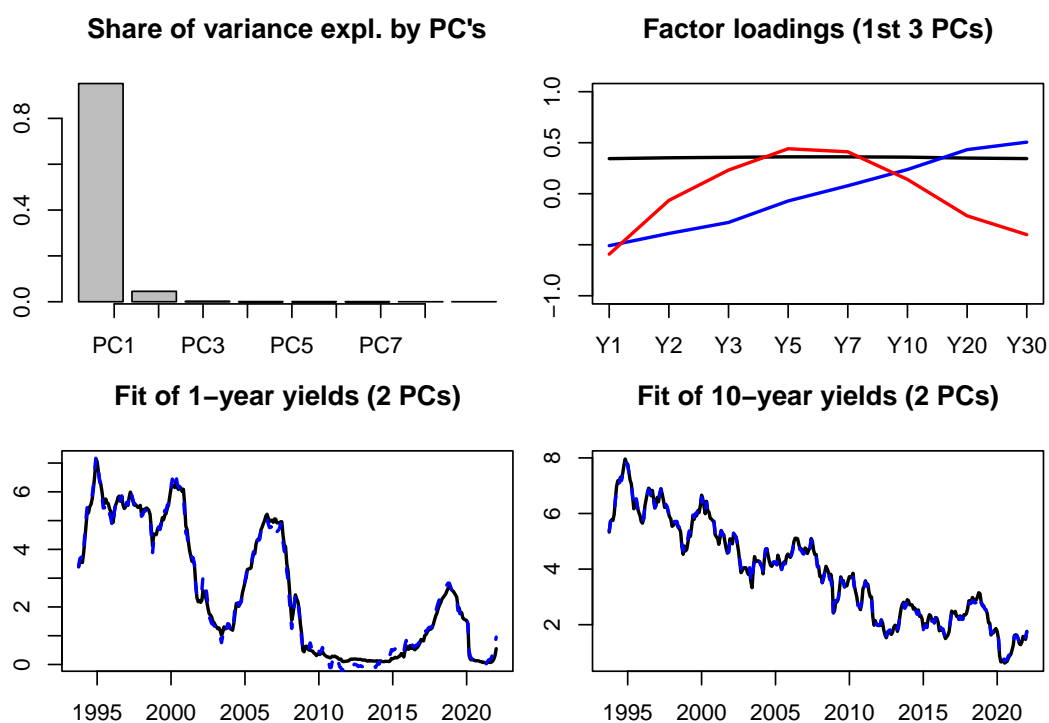 Share of variance expl. by PC's
0.0 0.4 0.8
PC1 PC3 PC5 PC7
Factor loadings (1st 3 PCs)
−1.0 0.0 0.5 1.0
Y1 Y2 Y3 Y5 Y7 Y10 Y20 Y30
Fit of 1−year yields (2 PCs)
0 2 4 6
1995 2000 2005 2010 2015 2020
Fit of 10−year yields (2 PCs)
2 4 6 8
1995 2000 2005 2010 2015 2020